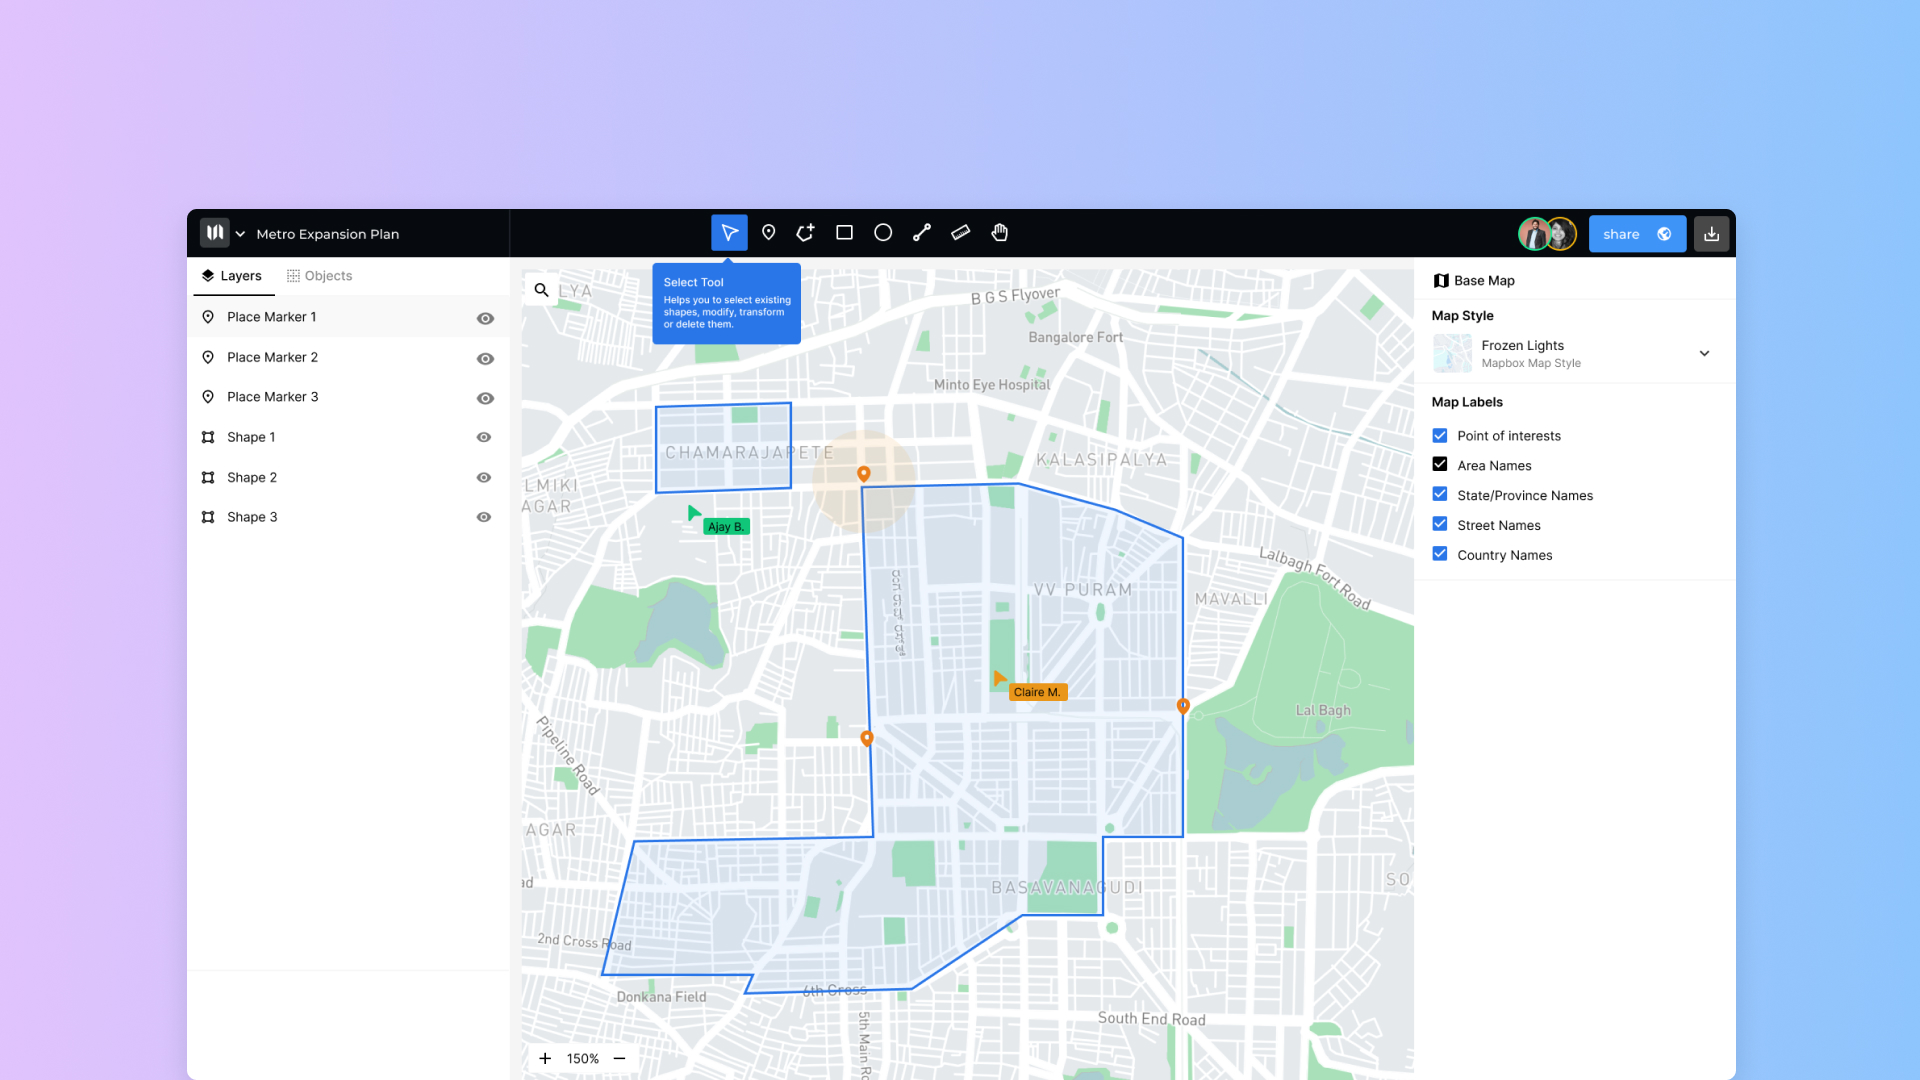 Metro Expansion Plan
share
Layers
Objects
Place Marker 1
Place Marker 2
Place Marker 3
Shape 1
Shape 2
Shape 3
Select Tool
Helps you to select existing
shapes, modify, transform
or delete them.
LYA
B G S Flyover
Bangalore Fort
Minto Eye Hospital
CHAMARAJAPETE
KALASIPALYA
LMIKI
AGAR
Ajay B.
Lalbagh Fort Road
VV PURAM
MAVALLI
Claire M.
Lal Bagh
Pipeline Road
AGAR
ad
BASAVANAGUDI
SO
2nd Cross Road
Donkana Field
6th Cross
5th Main Ro
South End Road
150%
Base Map
Map Style
Frozen Lights
Mapbox Map Style
Map Labels
Point of interests
Area Names
State/Province Names
Street Names
Country Names